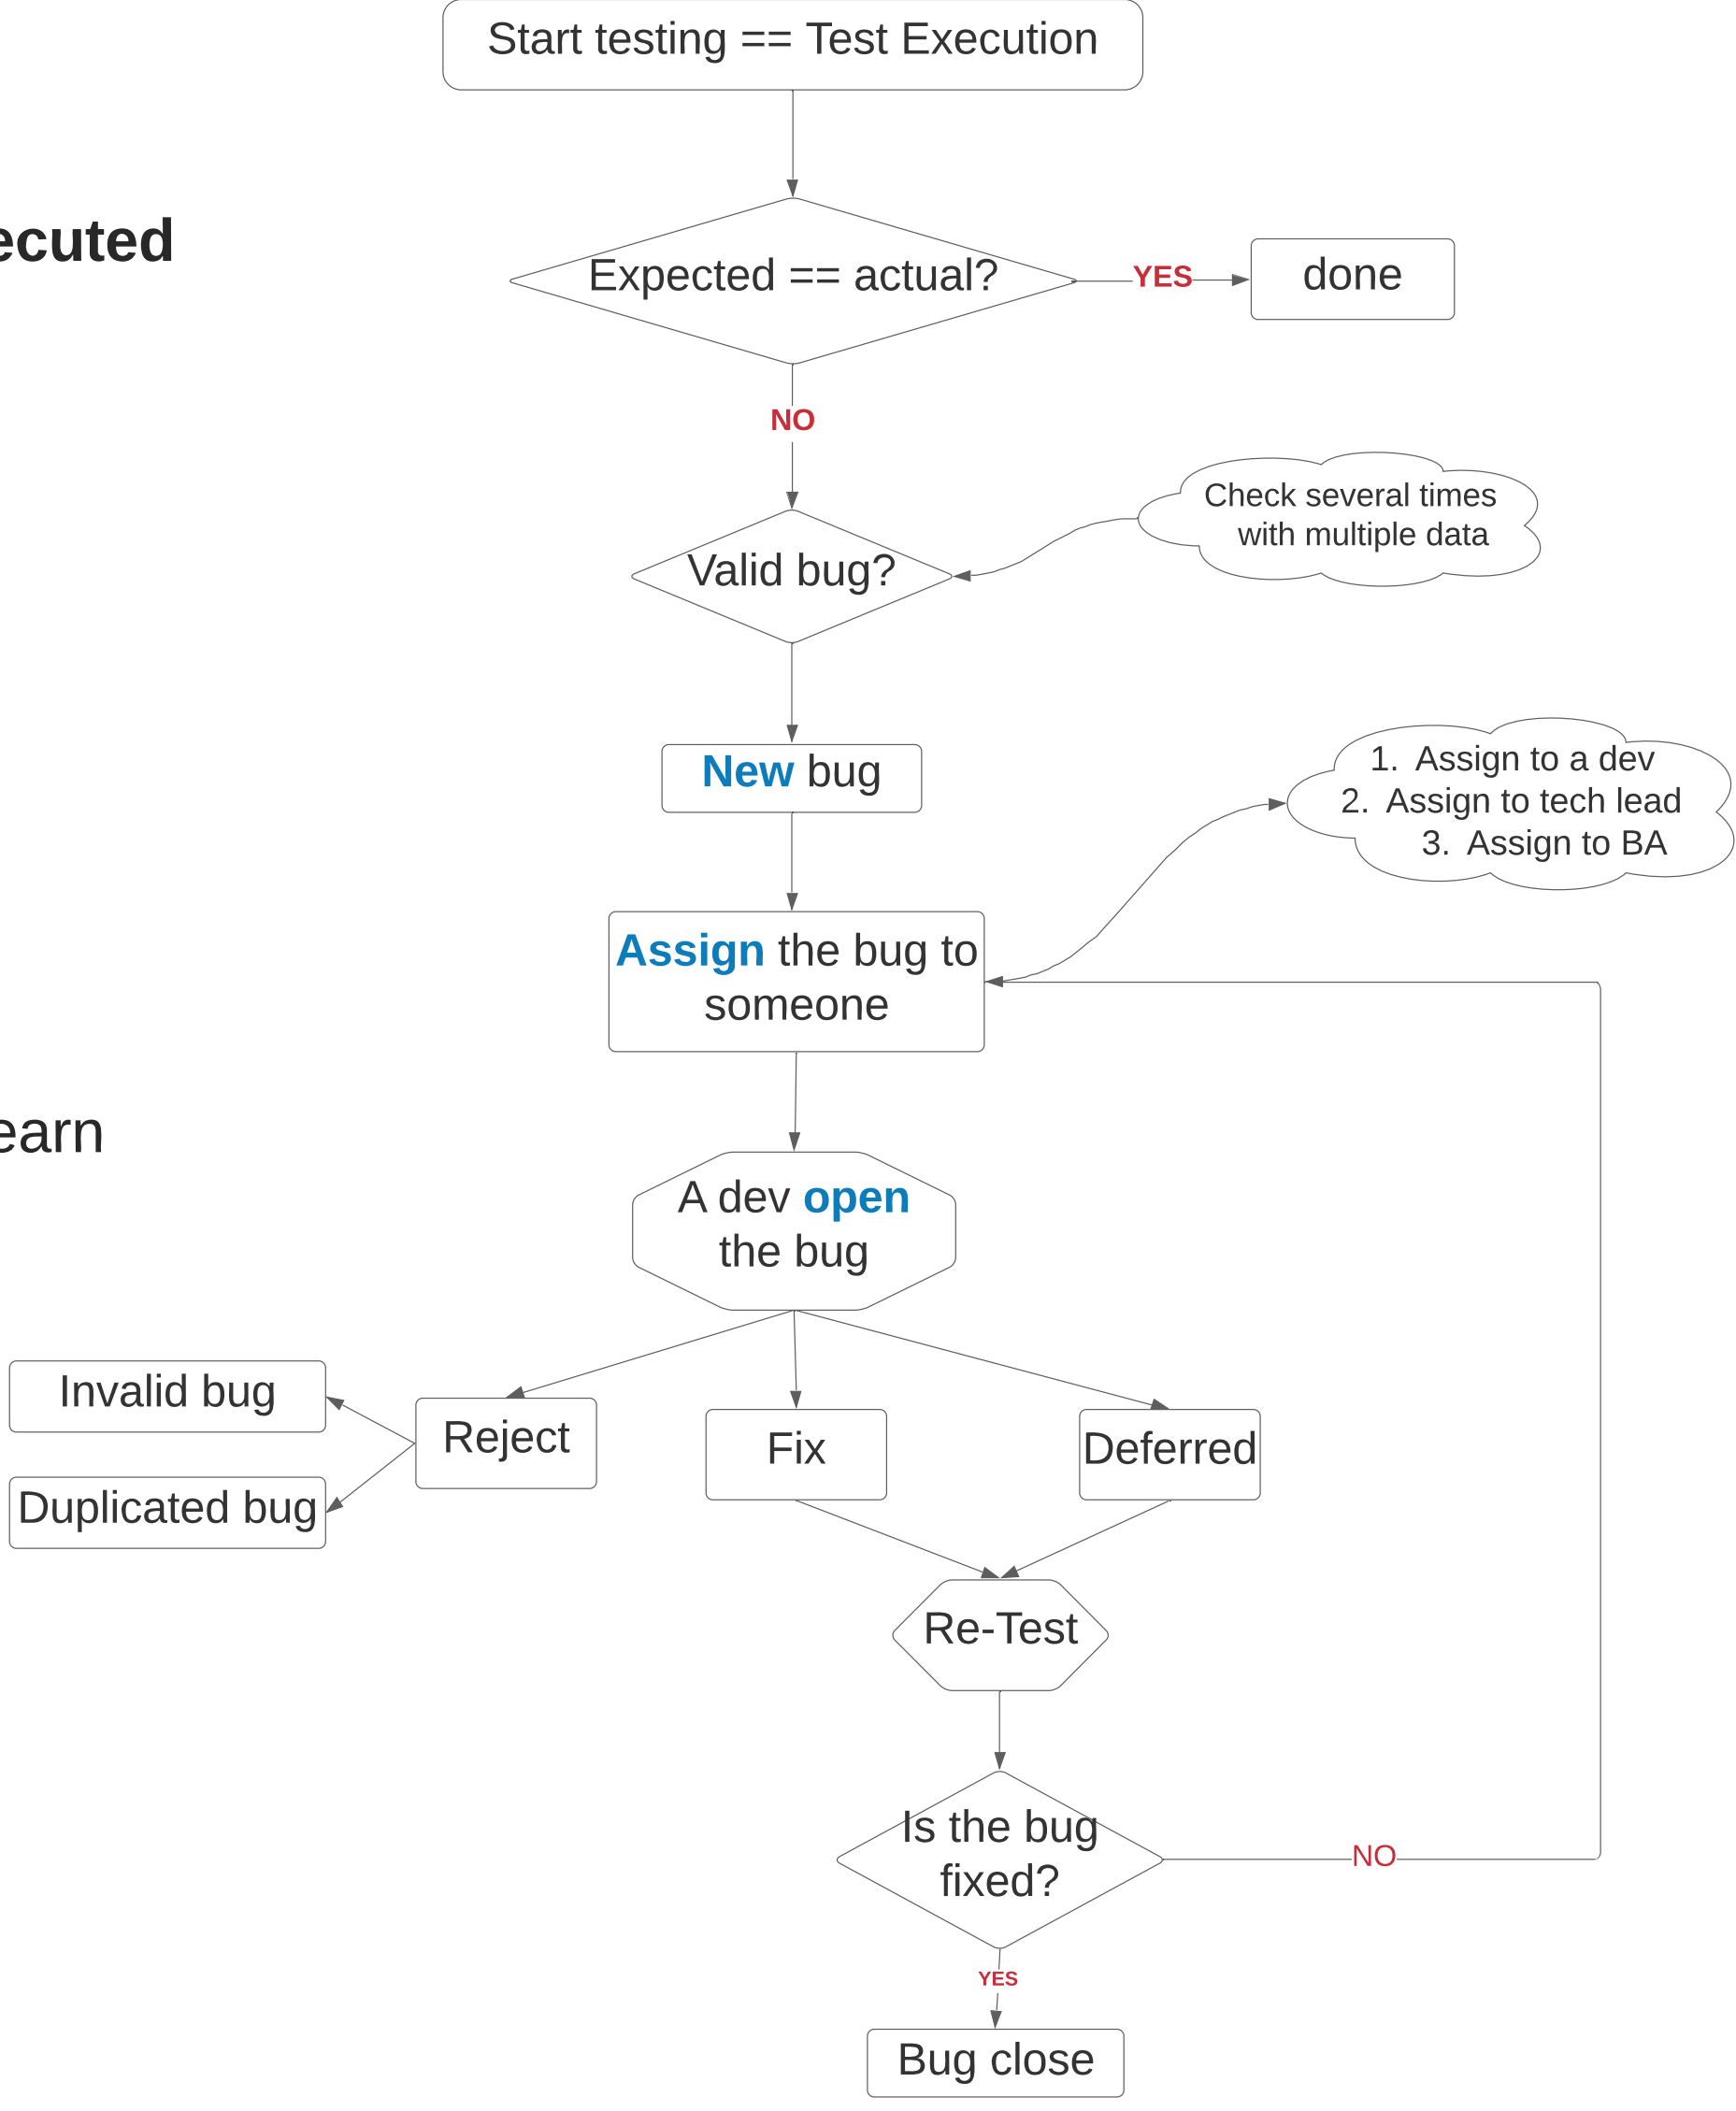 Start testing == Test Execution
ecuted
Expected == actual?
YES
done
NO
Check several times
with multiple data
Valid bug?
New bug
1. Assign to a dev
2. Assign to tech lead
3. Assign to BA
Assign the bug to
someone
earn
A dev open
the bug
Invalid bug
Reject
Fix
Deferred
Duplicated bug
Re-Test
Is the bug
fixed?
NO
YES
Bug close